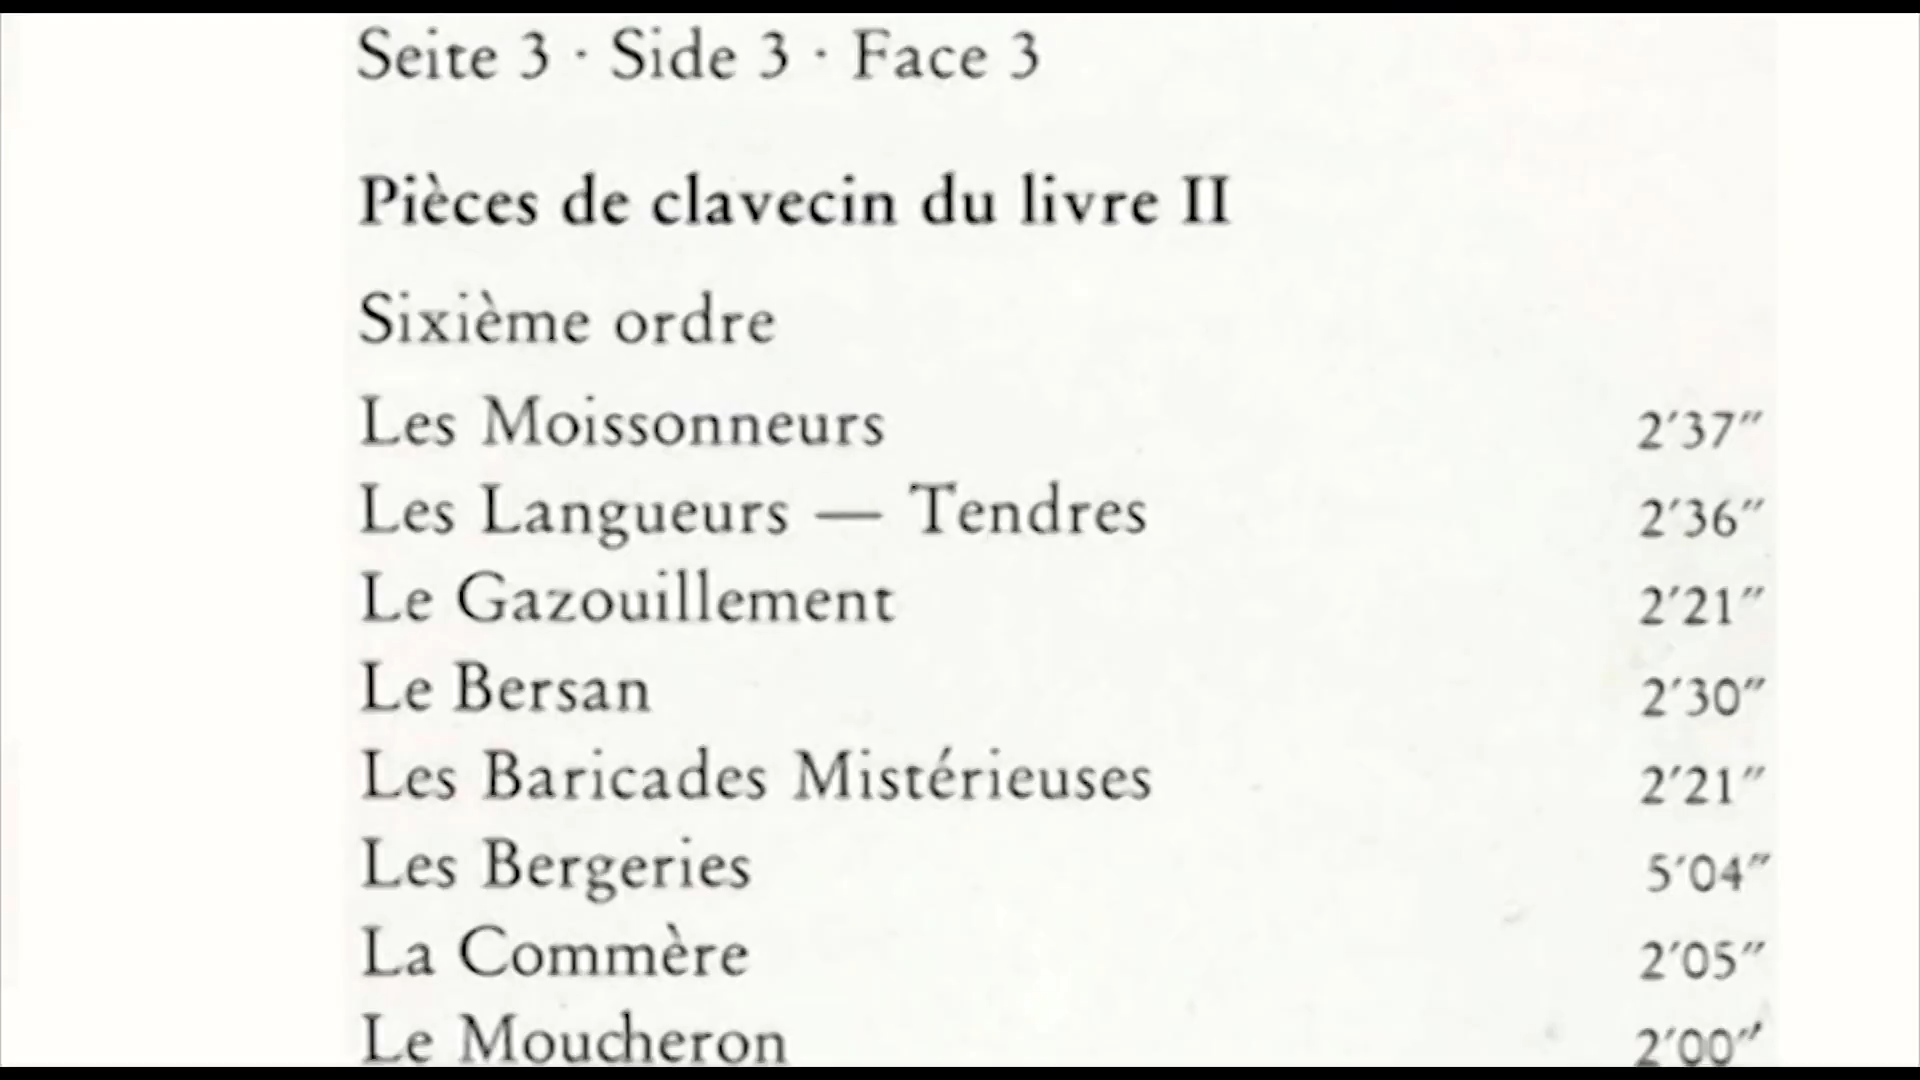 Seite 3 · Side 3 · Face 3
Pièces de clavecin du livre II
Sixième ordre
Les Moissonneurs 2′37″
Les Langueurs — Tendres 2′36″
Le Gazouillement 2′21″
Le Bersan 2′30″
Les Baricades Mistérieuses 2′21″
Les Bergeries 5′04″
La Commère 2′05″
Le Moucheron 2′00″